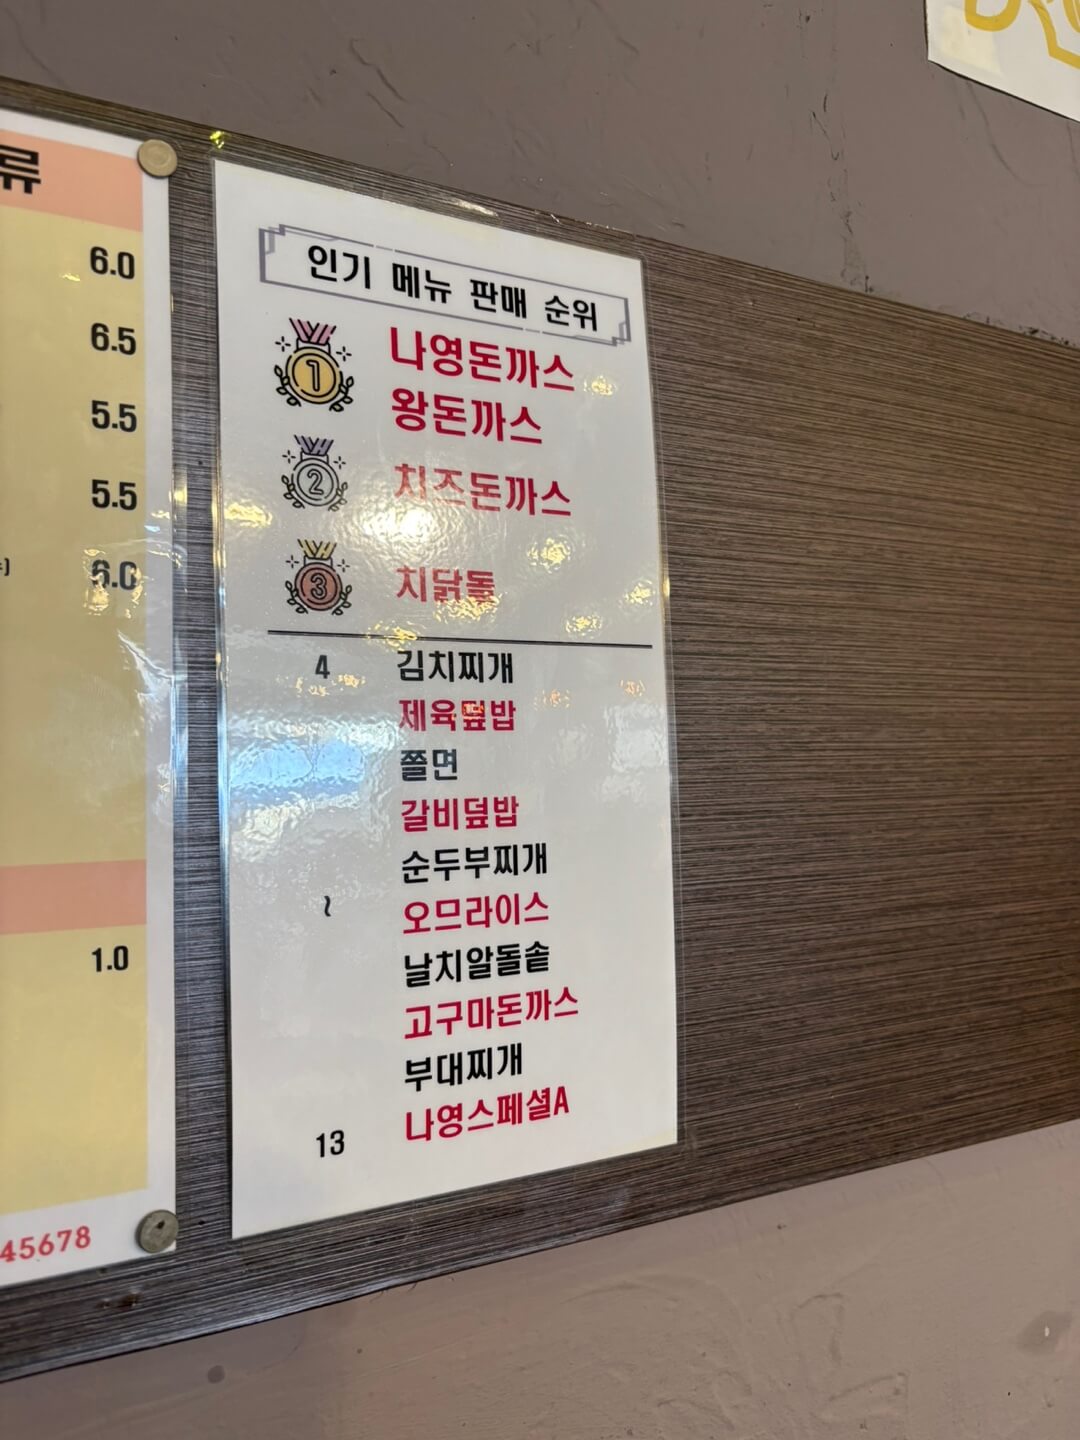 류
6.0
6.5
5.5
5.5
6.0
1.0
45678
인기 메뉴 판매 순위
1 나영돈까스
왕돈까스
2 치즈돈까스
3 치닭돌
4 김치찌개
제육덮밥
쫄면
갈비덮밥
순두부찌개
~ 오므라이스
날치알돌솥
고구마돈까스
부대찌개
나영스페셜A
13